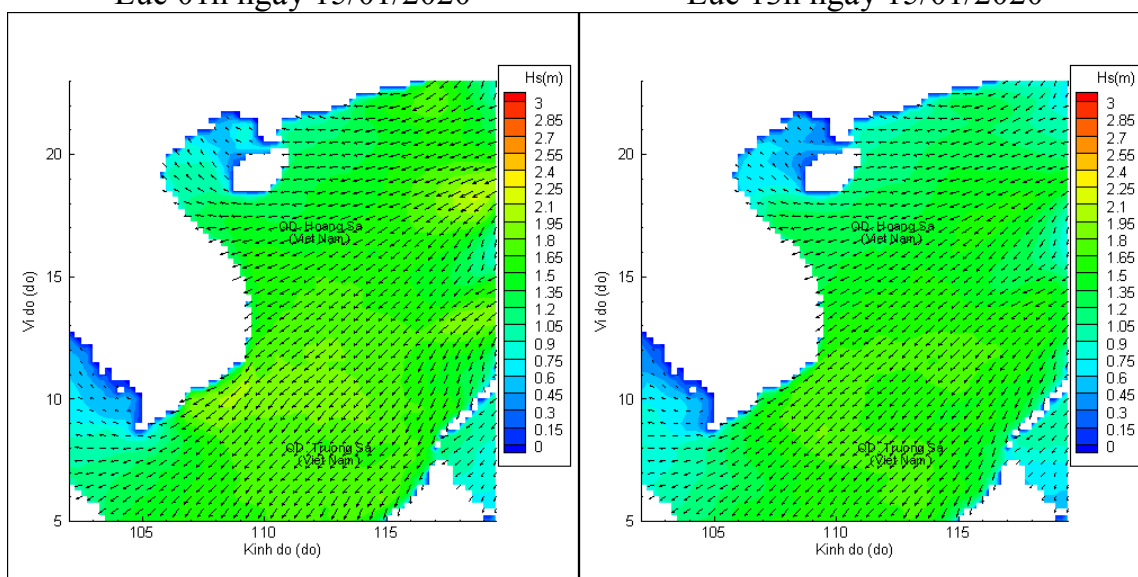 Lúc 01h ngày 15/01/2020
Hs(m)
3
2.85
2.7
2.55
2.4
2.25
2.1
1.95
1.8
1.65
1.5
1.35
1.2
1.05
0.9
0.75
0.6
0.45
0.3
0.15
0
20
15
10
5
Vi do (do)
QD. Hoang Sa
(Viet Nam )
QD. Truong Sa
(Viet Nam )
105 110 115
Kinh do (do)
Lúc 13h ngày 15/01/2020
Hs(m)
3
2.85
2.7
2.55
2.4
2.25
2.1
1.95
1.8
1.65
1.5
1.35
1.2
1.05
0.9
0.75
0.6
0.45
0.3
0.15
0
20
15
10
5
Vi do (do)
QD. Hoang Sa
(Viet Nam )
QD. Truong Sa
(Viet Nam )
105 110 115
Kinh do (do)